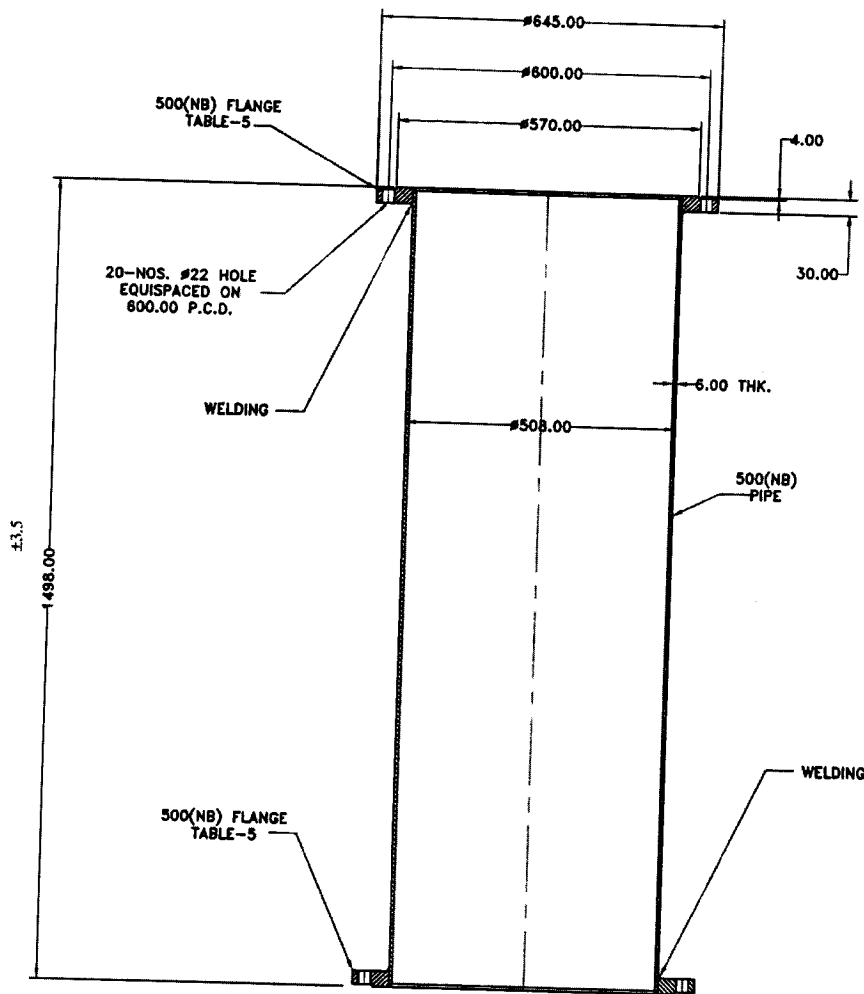 ø645.00
ø600.00
500(NB) FLANGE
TABLE-5
ø570.00
4.00
20-NOS. ø22 HOLE
EQUISPACED ON
600.00 P.C.D.
30.00
6.00 THK.
WELDING
ø508.00
500(NB)
PIPE
±3.5
1498.00
WELDING
500(NB) FLANGE
TABLE-5